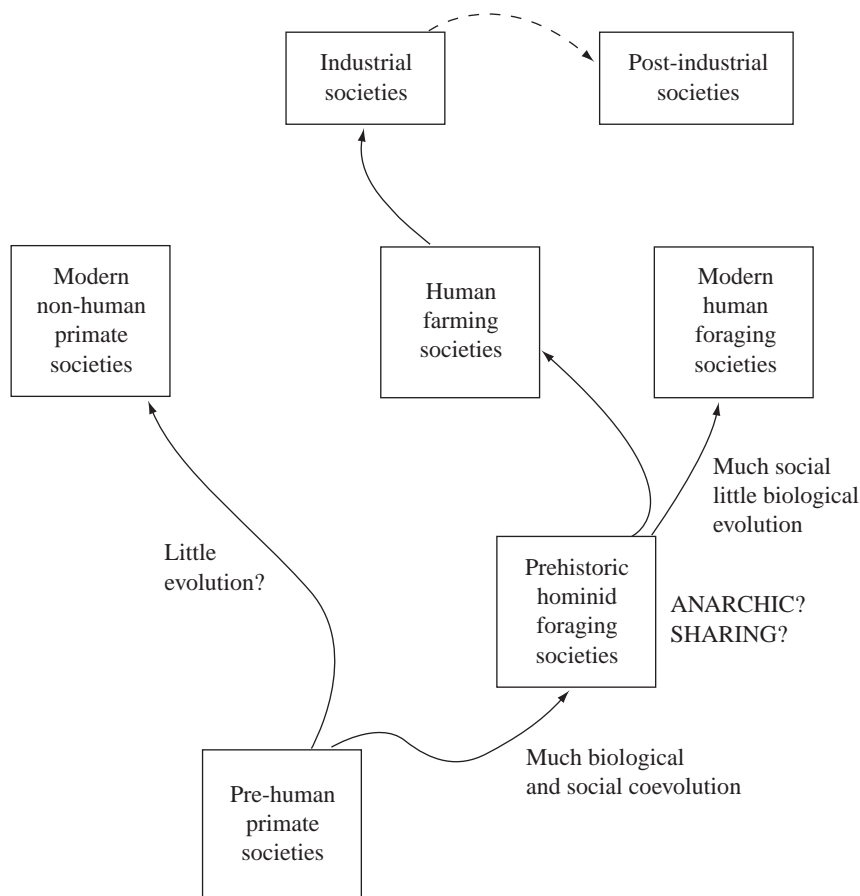 Industrial
societies
Post-industrial
societies
Modern
non-human
primate
societies
Human
farming
societies
Modern
human
foraging
societies
Much social
little biological
evolution
Little
evolution?
Prehistoric
hominid
foraging
societies
ANARCHIC?
SHARING?
Much biological
and social coevolution
Pre-human
primate
societies